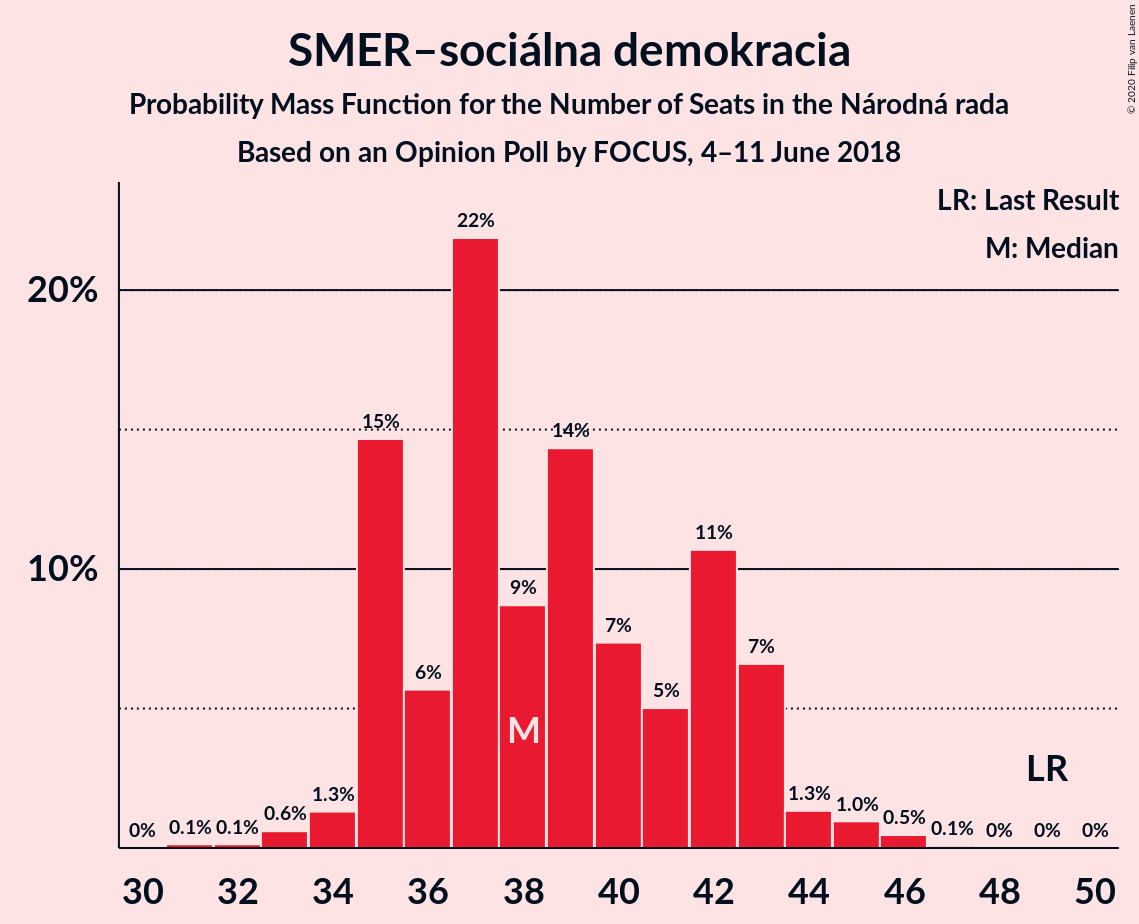 SMER–sociálna demokracia
Probability Mass Function for the Number of Seats in the Národná rada
Based on an Opinion Poll by FOCUS, 4–11 June 2018
© 2020 Filip van Laenen
LR: Last Result
M: Median
22%
20%
15%
14%
11%
10%
9%
7%
7%
6%
5%
M
LR
0%
0.1%
0.1%
0.6%
1.3%
1.3%
1.0%
0.5%
0.1%
0%
0%
0%
30 32 34 36 38 40 42 44 46 48 50